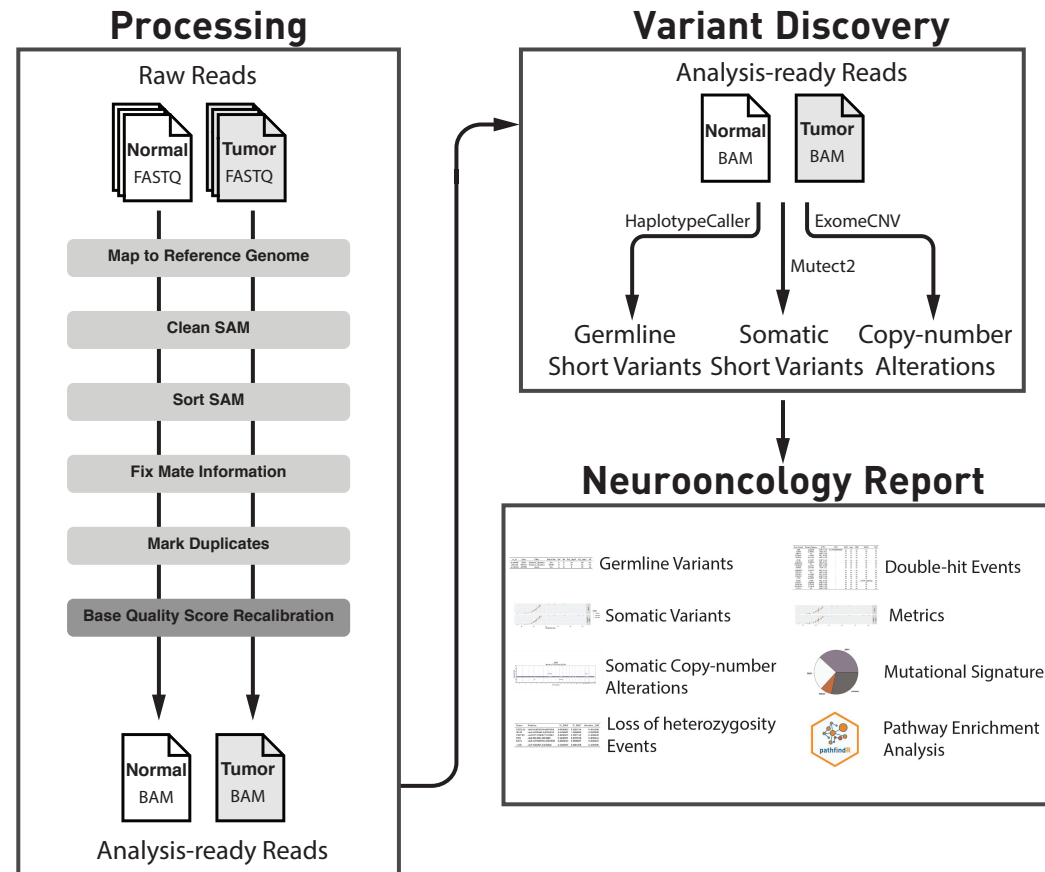 Processing
Raw Reads
Normal
FASTQ
Tumor
FASTQ
Map to Reference Genome
Clean SAM
Sort SAM
Fix Mate Information
Mark Duplicates
Base Quality Score Recalibration
Normal
BAM
Tumor
BAM
Analysis-ready Reads
Variant Discovery
Analysis-ready Reads
Normal
BAM
Tumor
BAM
HaplotypeCaller
ExomeCNV
Mutect2
Germline
Short Variants
Somatic
Short Variants
Copy-number
Alterations
Neurooncology Report
Germline Variants
Somatic Variants
Somatic Copy-number
Alterations
Loss of heterozygosity
Events
Double-hit Events
Metrics
Mutational Signature
pathfindR
Pathway Enrichment
Analysis